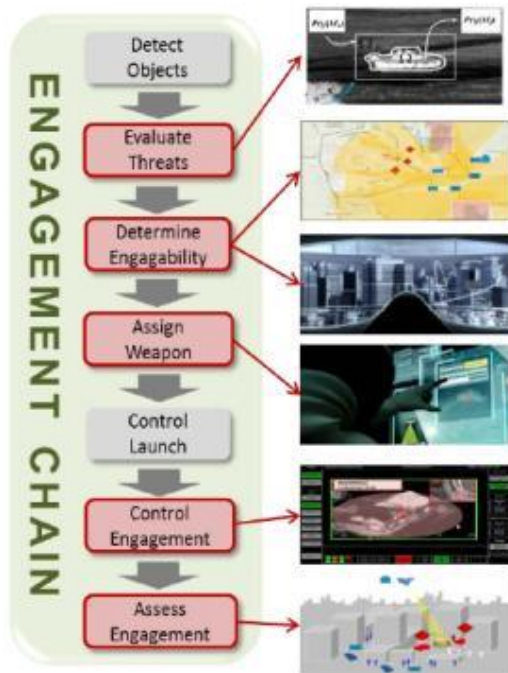 ENGAGEMENT CHAIN
Detect
Objects
Evaluate
Threats
Determine
Engagability
Assign
Weapon
Control
Launch
Control
Engagement
Assess
Engagement